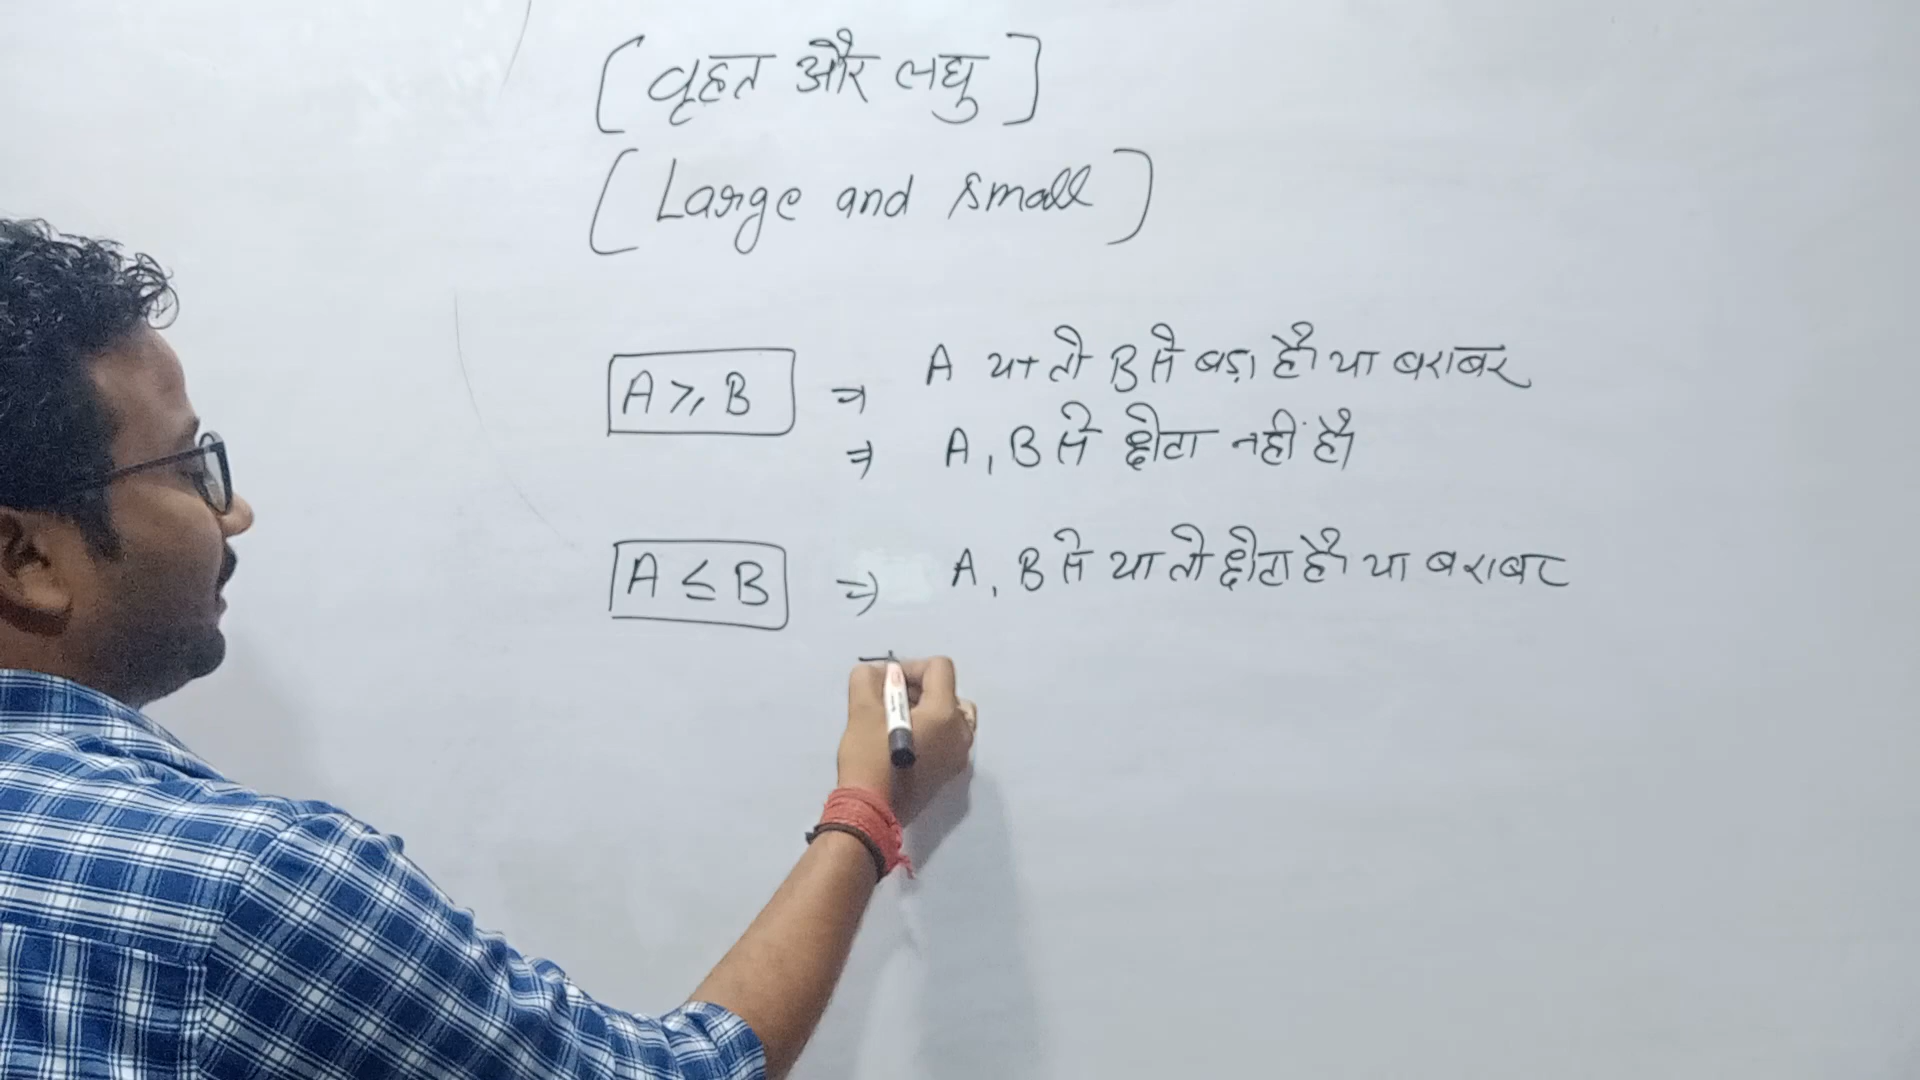 [वृहत और लघु]
[Large and small]
A ≥ B ⇒ A या तो B से बड़ा है। या बराबर
⇒ A, B से छोटा नहीं है।
A ≤ B ⇒ A, B से या तो छोटा है। या बराबर